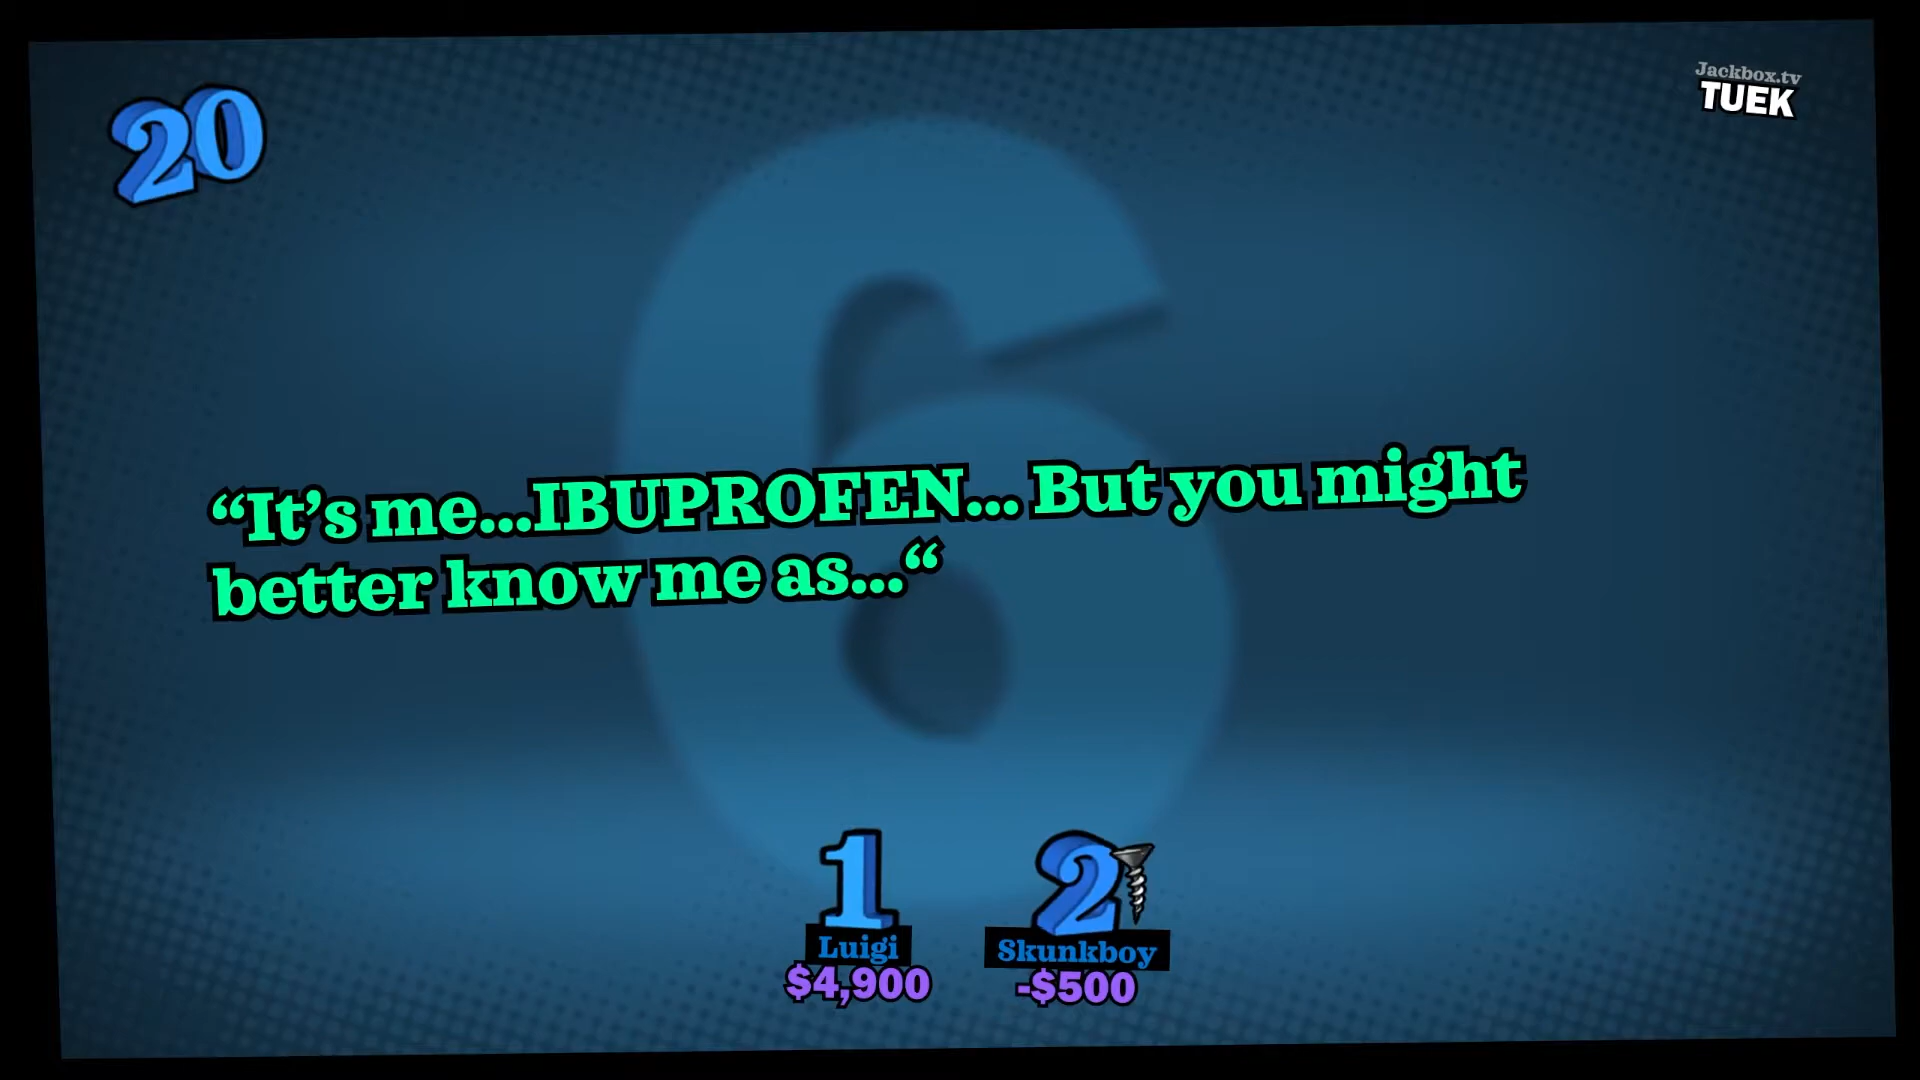 20
Jackbox.tv
TUEK
“It’s me...IBUPROFEN... But you might
better know me as...“
1
2
Luigi
Skunkboy
$4,900
-$500
6